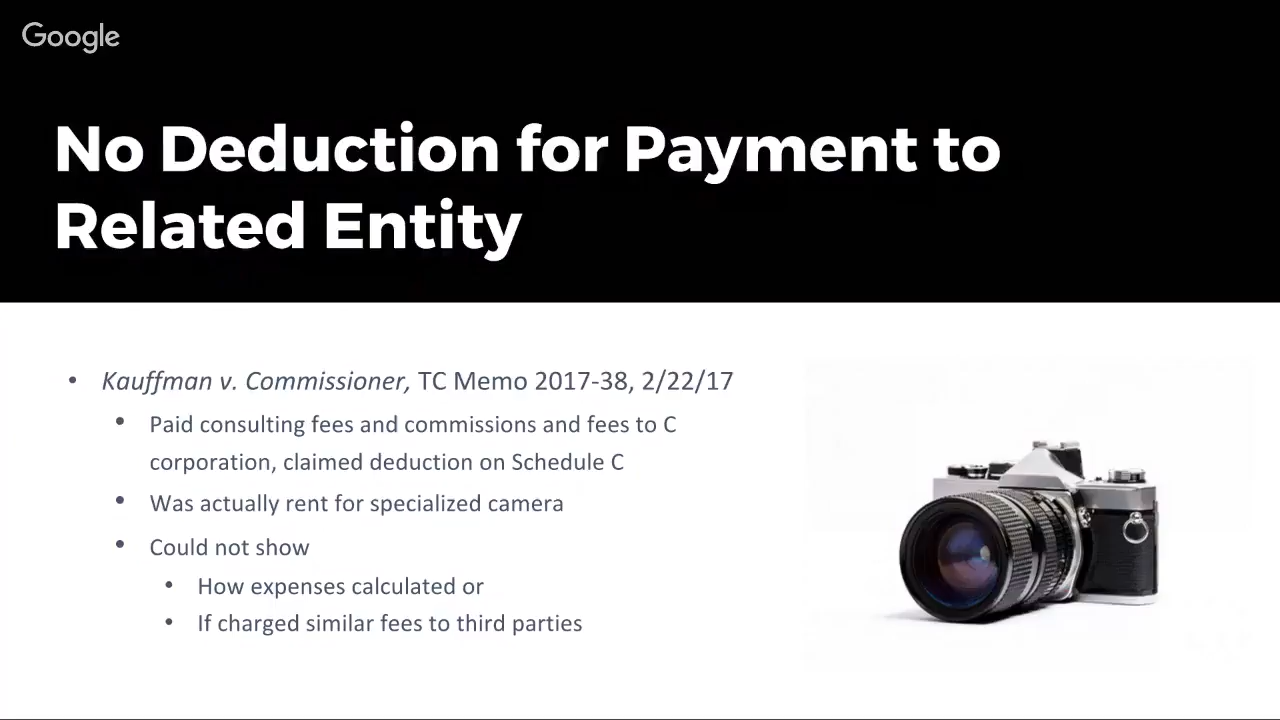 Google
No Deduction for Payment to
Related Entity
• Kauffman v. Commissioner, TC Memo 2017-38, 2/22/17
• Paid consulting fees and commissions and fees to C
corporation, claimed deduction on Schedule C
• Was actually rent for specialized camera
• Could not show
• How expenses calculated or
• If charged similar fees to third parties